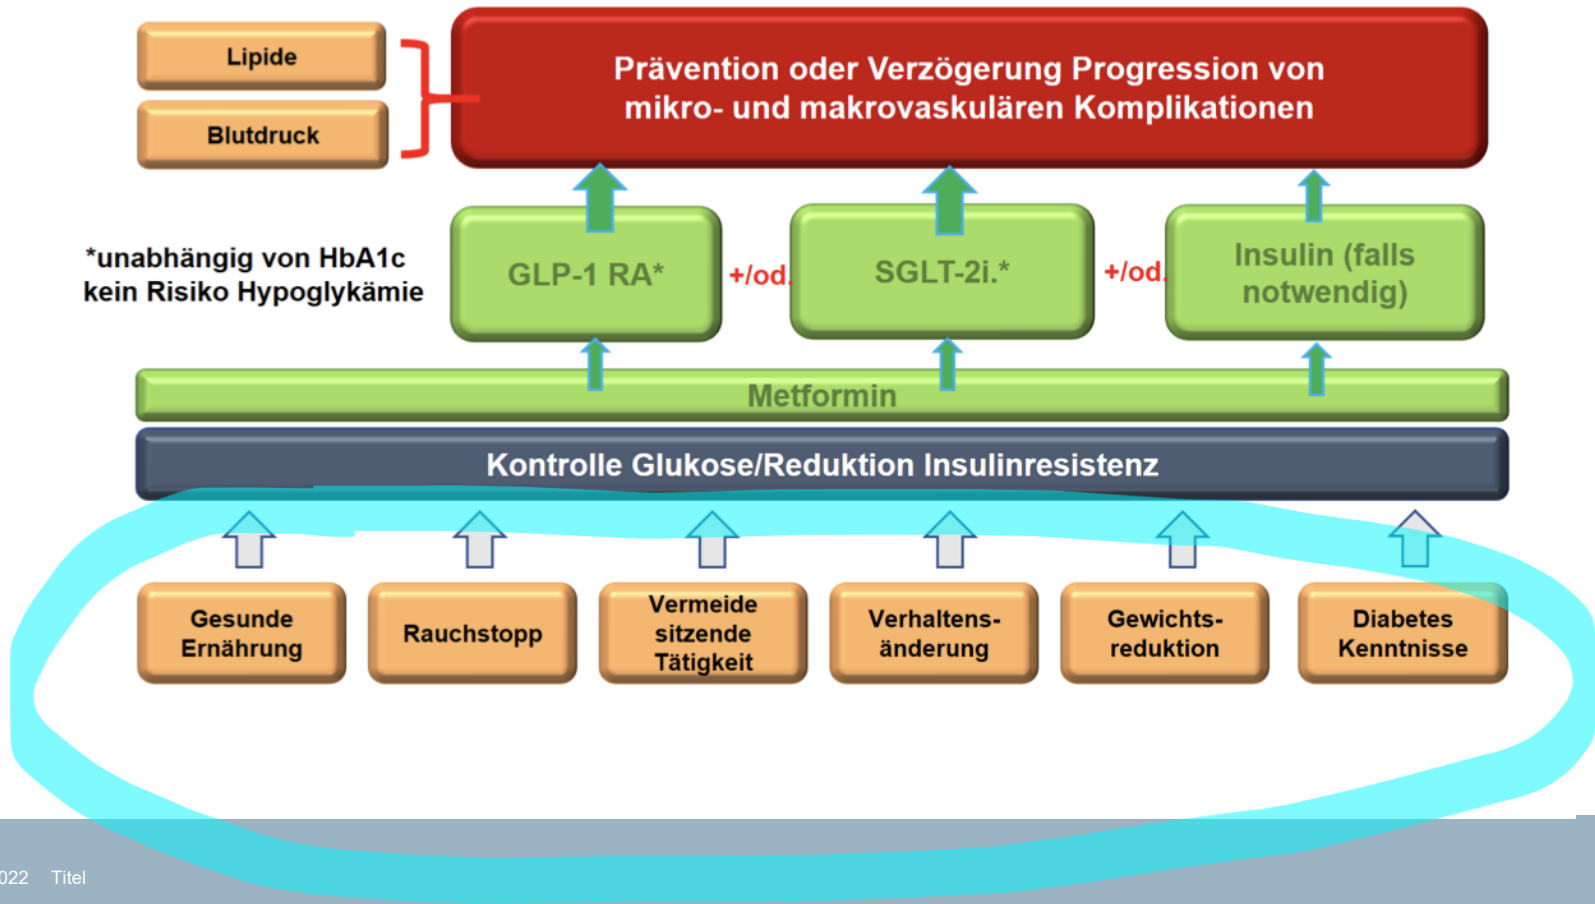 Lipide
Blutdruck
Prävention oder Verzögerung Progression von
mikro- und makrovaskulären Komplikationen
*unabhängig von HbA1c
kein Risiko Hypoglykämie
GLP-1 RA*
+/od.
SGLT-2i.*
+/od.
Insulin (falls
notwendig)
Metformin
Kontrolle Glukose/Reduktion Insulinresistenz
Gesunde
Ernährung
Rauchstopp
Vermeide
sitzende
Tätigkeit
Verhaltens-
änderung
Gewichts-
reduktion
Diabetes
Kenntnisse
022 Titel